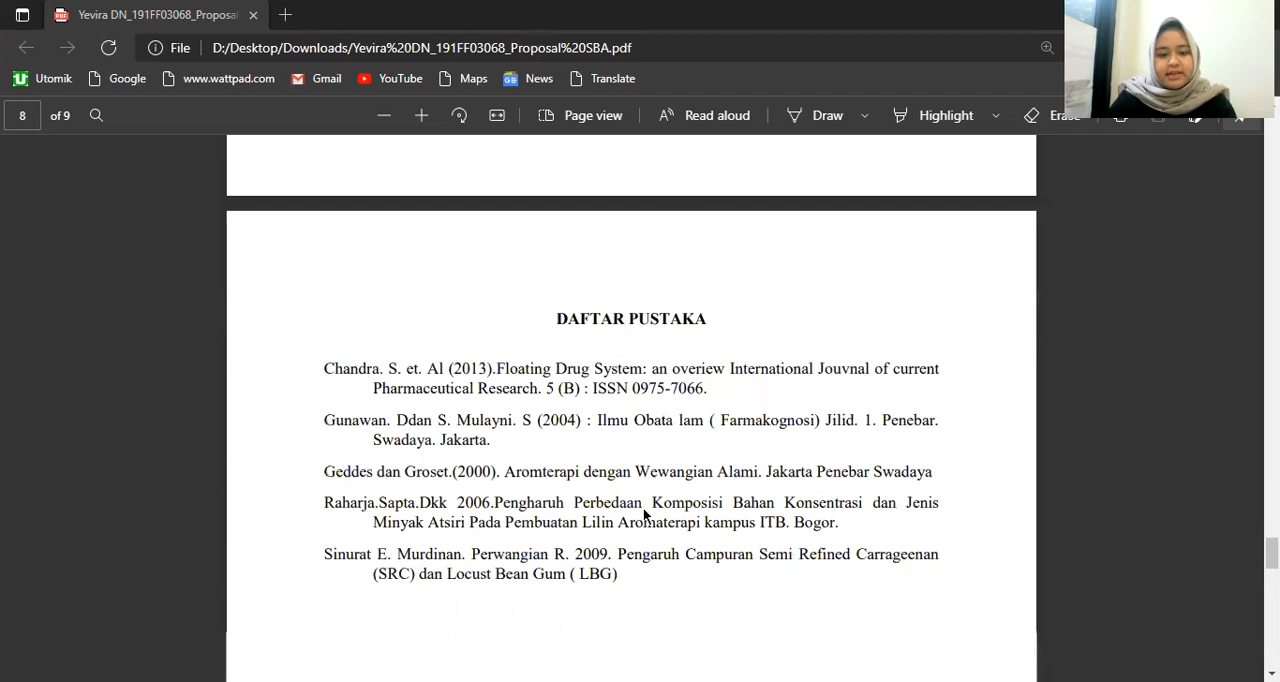 Yevira DN_191FF03068_Proposal
File D:/Desktop/Downloads/Yevira%20DN_191FF03068_Proposal%20SBA.pdf
Utomik Google www.wattpad.com Gmail YouTube Maps News Translate
8 of 9 Page view Read aloud Draw Highlight
DAFTAR PUSTAKA
Chandra. S. et. Al (2013).Floating Drug System: an overiew International Jouvnal of current
Pharmaceutical Research. 5 (B) : ISSN 0975-7066.
Gunawan. Ddan S. Mulayni. S (2004) : Ilmu Obata lam ( Farmakognosi) Jilid. 1. Penebar.
Swadaya. Jakarta.
Geddes dan Groset.(2000). Aromterapi dengan Wewangian Alami. Jakarta Penebar Swadaya
Raharja.Sapta.Dkk 2006.Pengharuh Perbedaan Komposisi Bahan Konsentrasi dan Jenis
Minyak Atsiri Pada Pembuatan Lilin Aromaterapi kampus ITB. Bogor.
Sinurat E. Murdinan. Perwangian R. 2009. Pengaruh Campuran Semi Refined Carrageenan
(SRC) dan Locust Bean Gum ( LBG)